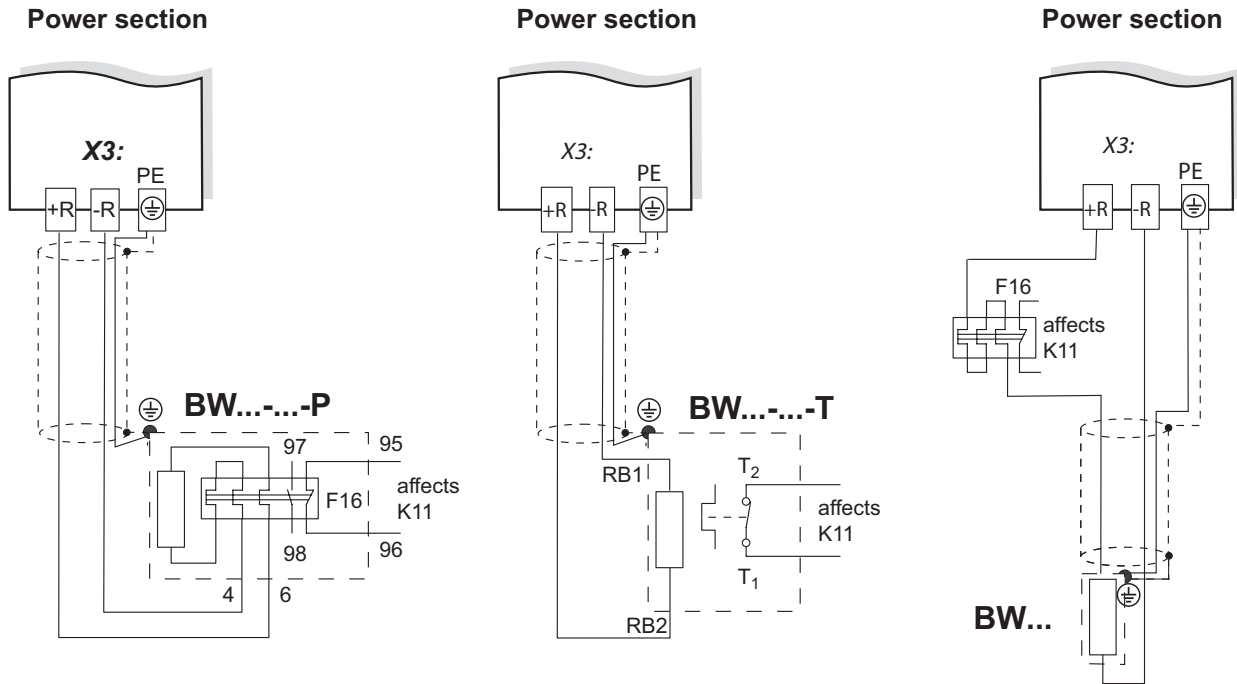 Power section
X3:
PE
+R -R
BW...-...-P
97 95
F16
affects
K11
98 96
4 6
Power section
X3:
PE
+R -R
BW...-...-T
RB1
T2
affects
K11
T1
RB2
Power section
X3:
PE
+R -R
F16
affects
K11
BW...